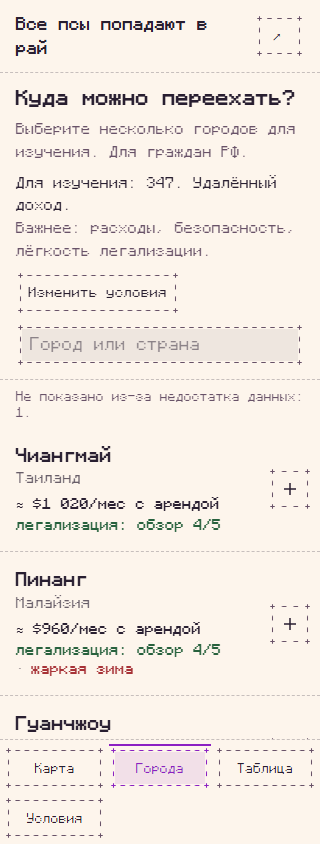 Все псы попадают в
рай
↗
Куда можно переехать?
Выберите несколько городов для
изучения. Для граждан РФ.
Для изучения: 347. Удалённый
доход.
Важнее: расходы, безопасность,
лёгкость легализации.
Изменить условия
Город или страна
Не показано из-за недостатка данных:
1.
Чиангмай
Таиланд
≈ $1 020/мес с арендой
легализация: обзор 4/5
+
Пинанг
Малайзия
≈ $960/мес с арендой
легализация: обзор 4/5
· жаркая зима
+
Гуанчжоу
Карта
Города
Таблица
Условия